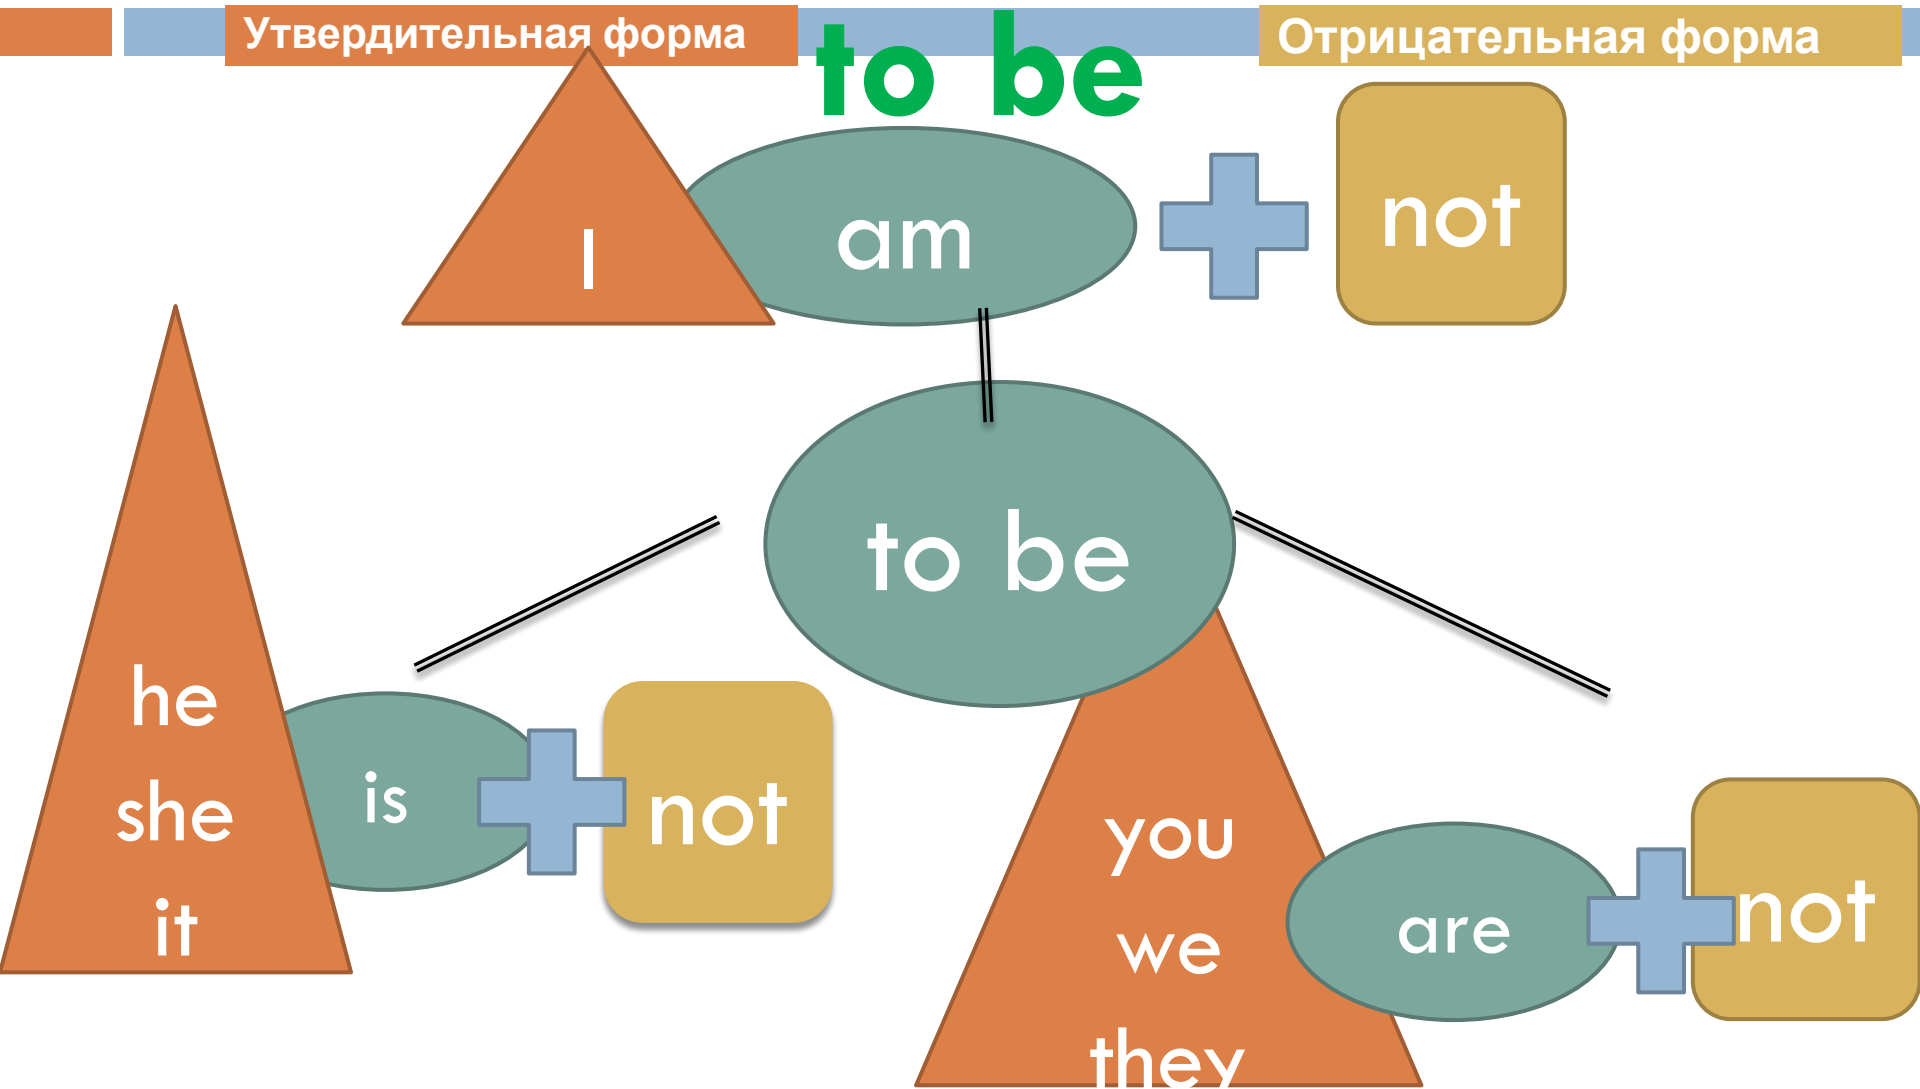 Утвердительная форма
to be
Отрицательная форма
I
am
not
to be
he
she
it
is
not
you
we
they
are
not